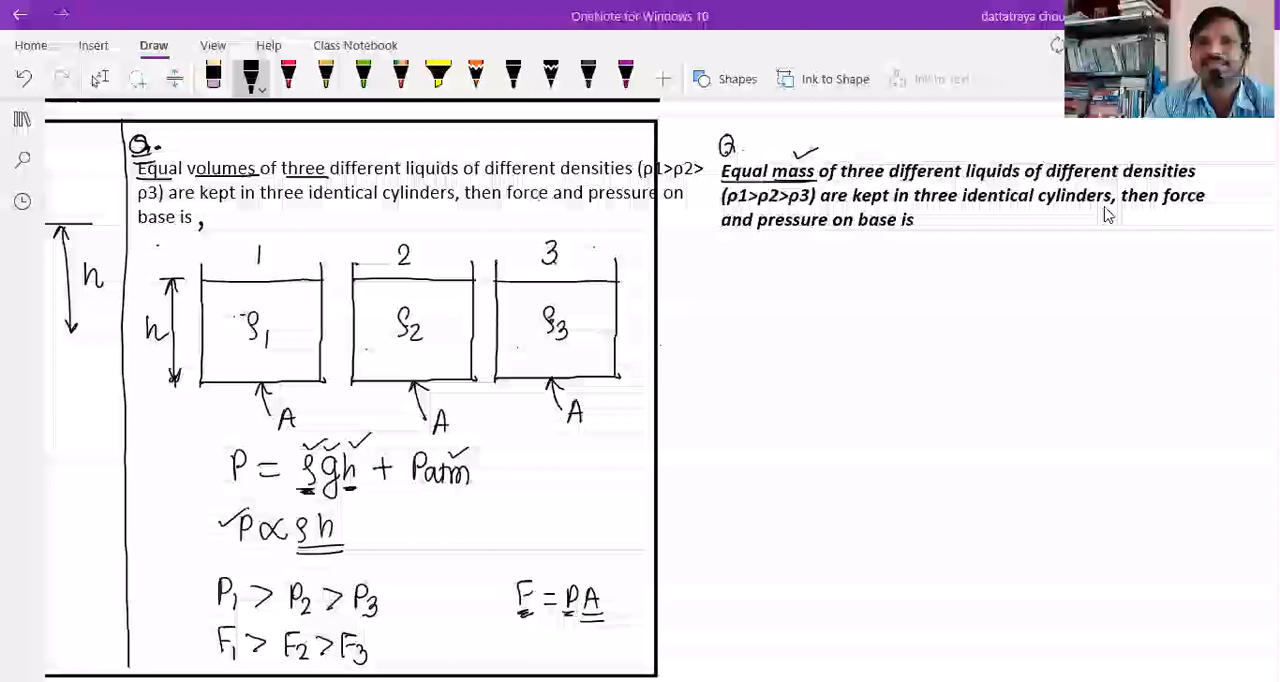 OneNote for Windows 10
dattatraya chou
Home Insert Draw View Help Class Notebook
Shapes Ink to Shape Ink to Text
Q.
Equal volumes of three different liquids of different densities (ρ1>ρ2>
ρ3) are kept in three identical cylinders, then force and pressure on
base is ,
1 2 3
h
h ρ1 ρ2 ρ3
A A A
P = ρgh + Patm
P ∝ ρh
P1 > P2 > P3
F = PA
F1 > F2 > F3
Q.
Equal mass of three different liquids of different densities
(ρ1>ρ2>ρ3) are kept in three identical cylinders, then force
and pressure on base is